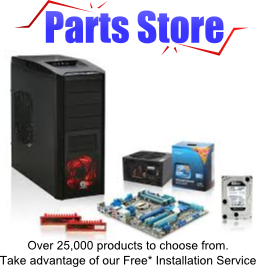 Parts Store
Over 25,000 products to choose from.
Take advantage of our Free* Installation Service